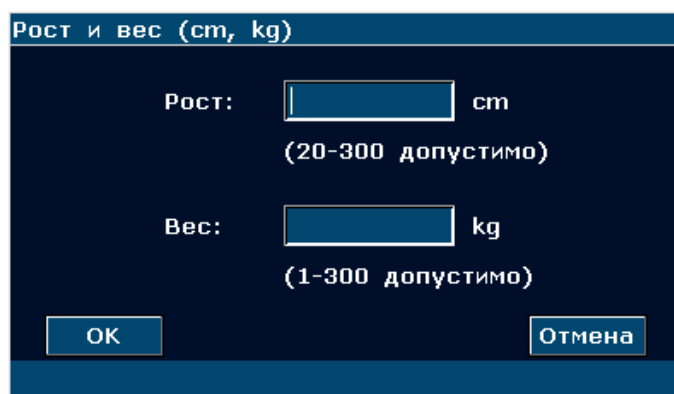 Рост и вес (cm, kg)
Рост: cm
(20-300 допустимо)
Вес: kg
(1-300 допустимо)
OK Отмена